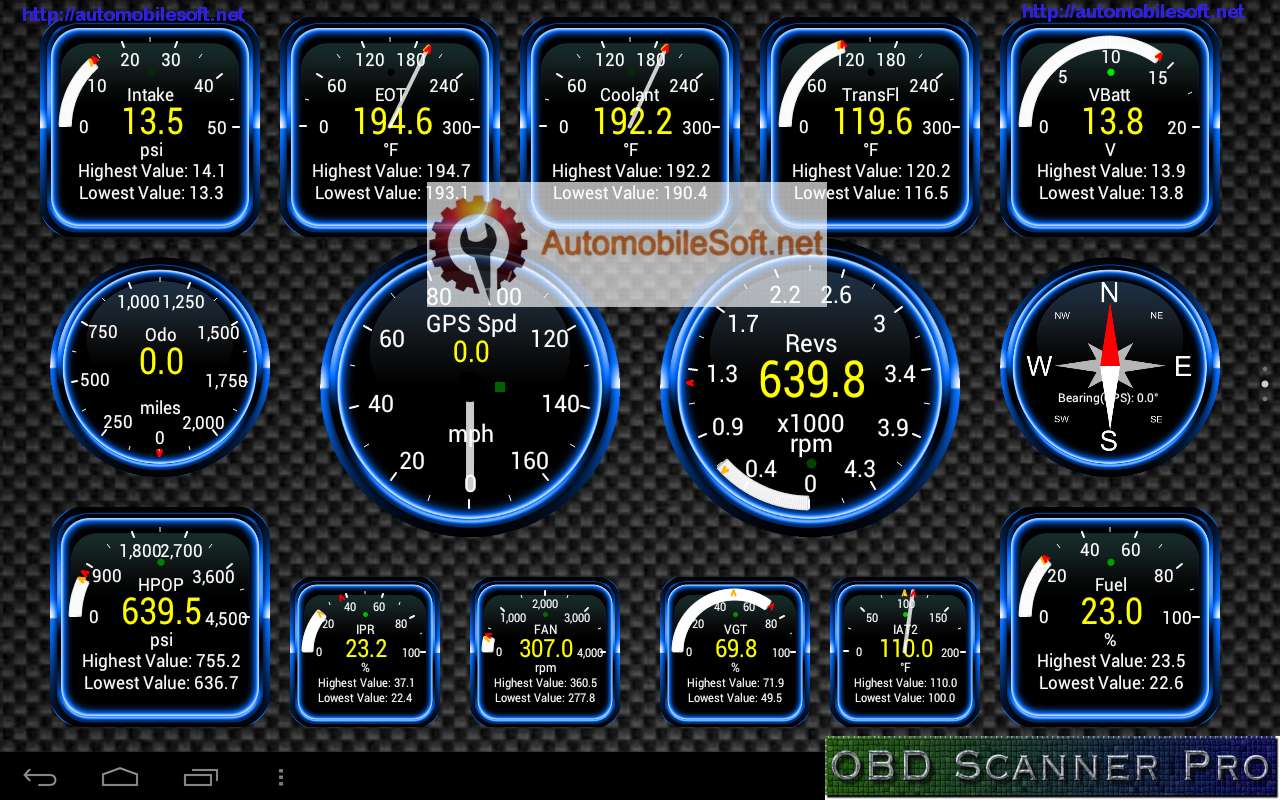 http://automobilesoft.net
http://automobilesoft.net
0 10 20 30 40 50
Intake
13.5
psi
Highest Value: 14.1
Lowest Value: 13.3
0 60 120 180 240 300
EOT
194.6
°F
Highest Value: 194.7
Lowest Value: 193.1
0 60 120 180 240 300
Coolant
192.2
°F
Highest Value: 192.2
Lowest Value: 190.4
0 60 120 180 240 300
TransFl
119.6
°F
Highest Value: 120.2
Lowest Value: 116.5
0 5 10 15 20
VBatt
13.8
V
Highest Value: 13.9
Lowest Value: 13.8
AutomobileSoft.net
1,000 1,250
750 1,500
Odo
0.0
500 1,750
miles
250 2,000
0
80 00
GPS Spd
60 120
0.0
40 140
mph
20 160
0
2.2 2.6
1.7 3
Revs
1.3 639.8 3.4
x1000
0.9 3.9
rpm
0.4 4.3
0
N
NW NE
W E
Bearing(GPS): 0.0°
SW SE
S
0 900 1,800 2,700 3,600 4,500
HPOP
639.5
psi
Highest Value: 755.2
Lowest Value: 636.7
0 20 40 60 80 100
IPR
23.2
%
Highest Value: 37.1
Lowest Value: 22.4
0 1,000 2,000 3,000 4,000
FAN
307.0
rpm
Highest Value: 360.5
Lowest Value: 277.8
0 20 40 60 80 100
VGT
69.8
%
Highest Value: 71.9
Lowest Value: 49.5
0 50 100 150 200
IAT2
110.0
°F
Highest Value: 110.0
Lowest Value: 100.0
0 20 40 60 80 100
Fuel
23.0
%
Highest Value: 23.5
Lowest Value: 22.6
OBD Scanner Pro